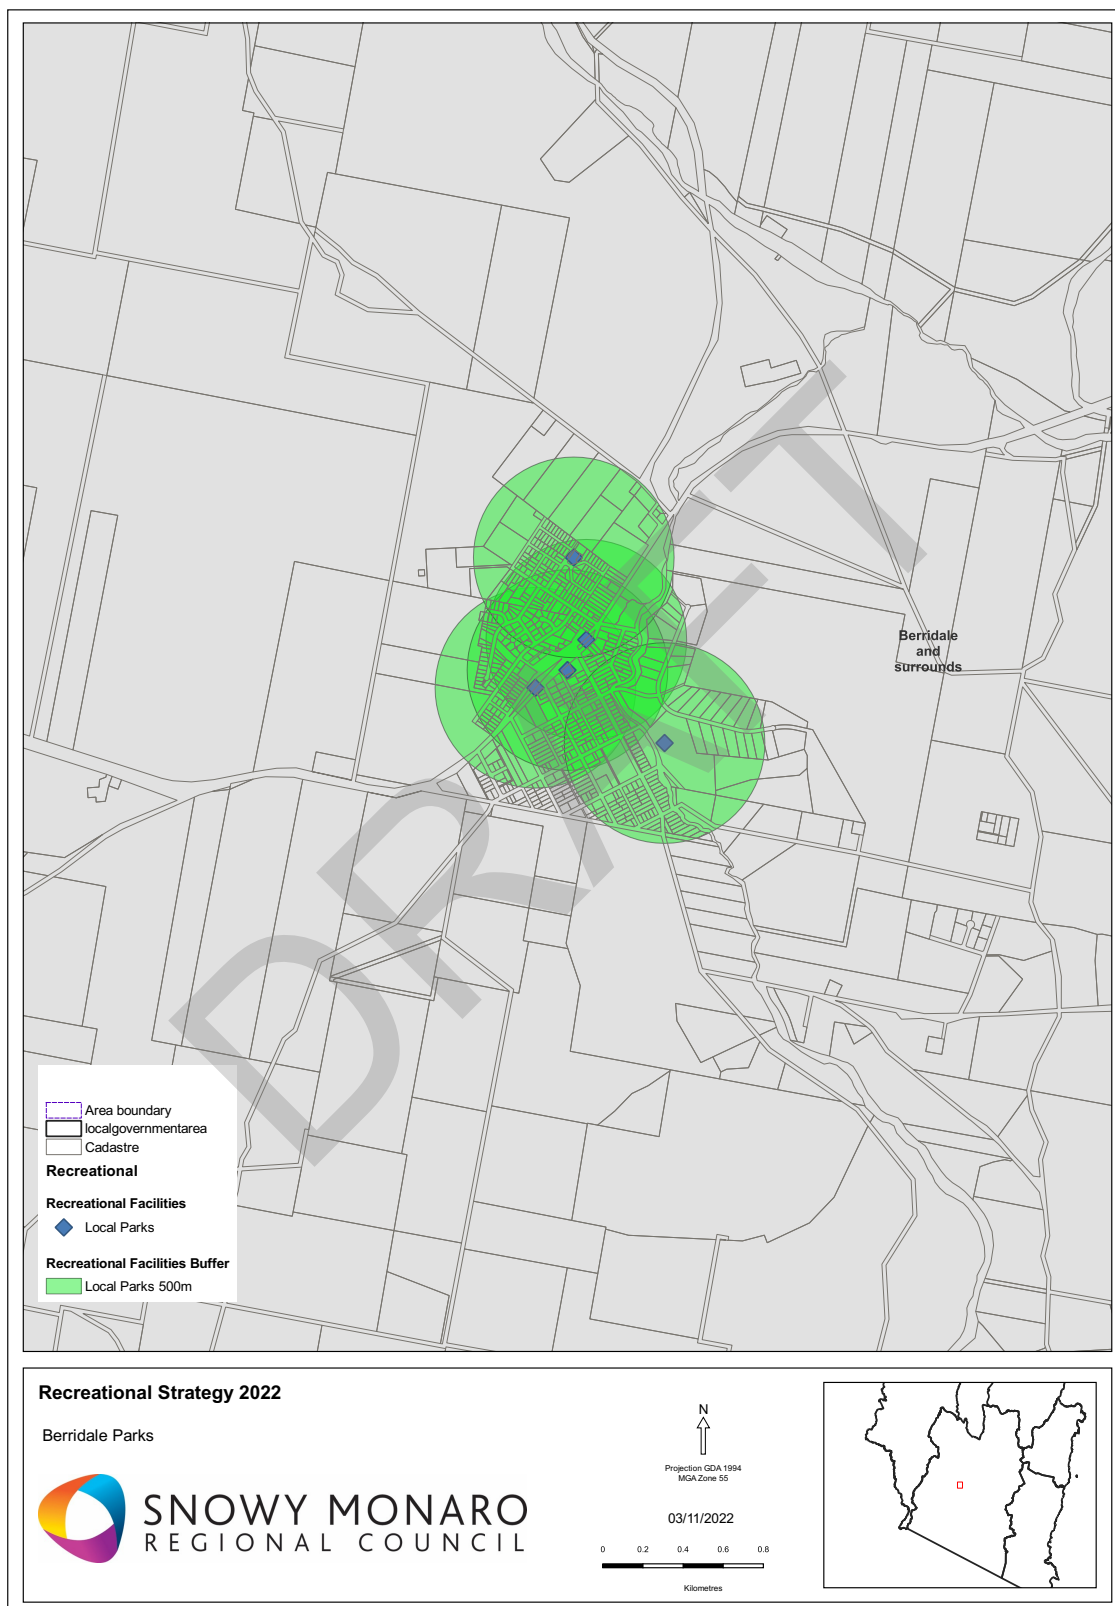 DRAFT
Berridale
and
surrounds
Area boundary
localgovernmentarea
Cadastre
Recreational
Recreational Facilities
Local Parks
Recreational Facilities Buffer
Local Parks 500m
Recreational Strategy 2022
Berridale Parks
SNOWY MONARO
REGIONAL COUNCIL
N
Projection GDA 1994
MGA Zone 55
03/11/2022
0 0.2 0.4 0.6 0.8
Kilometres